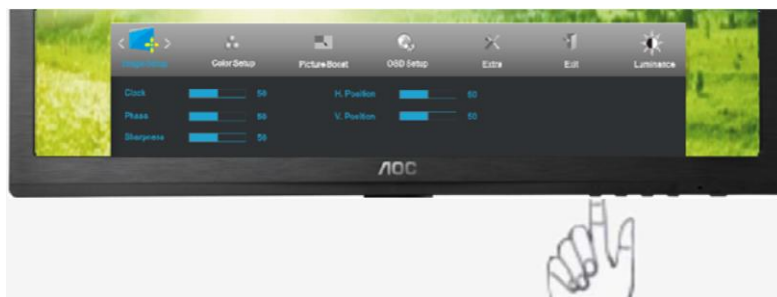 Image Setup Color Setup Picture Boost OSD Setup Extra Exit Luminance
Clock 50 H. Position 50
Phase 50 V. Position 50
Sharpness 50
AOC